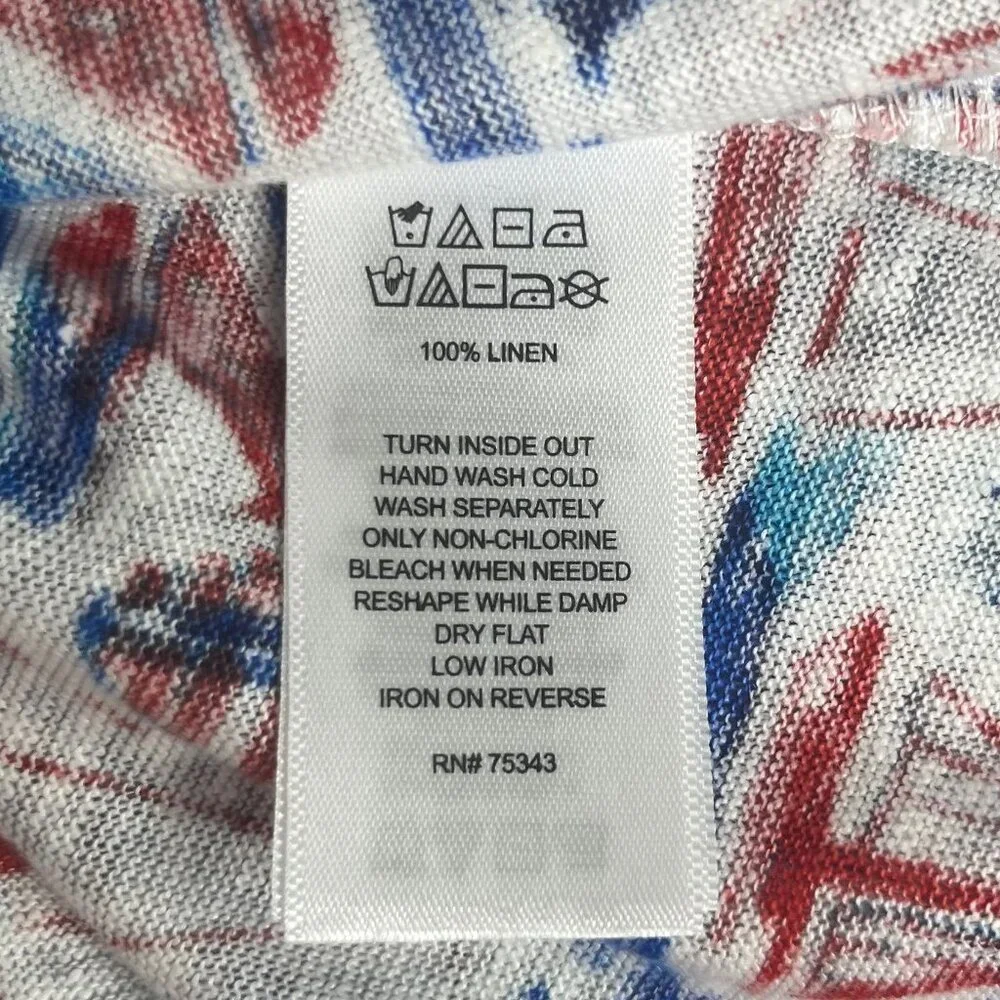 100% LINEN
TURN INSIDE OUT
HAND WASH COLD
WASH SEPARATELY
ONLY NON-CHLORINE
BLEACH WHEN NEEDED
RESHAPE WHILE DAMP
DRY FLAT
LOW IRON
IRON ON REVERSE
RN# 75343